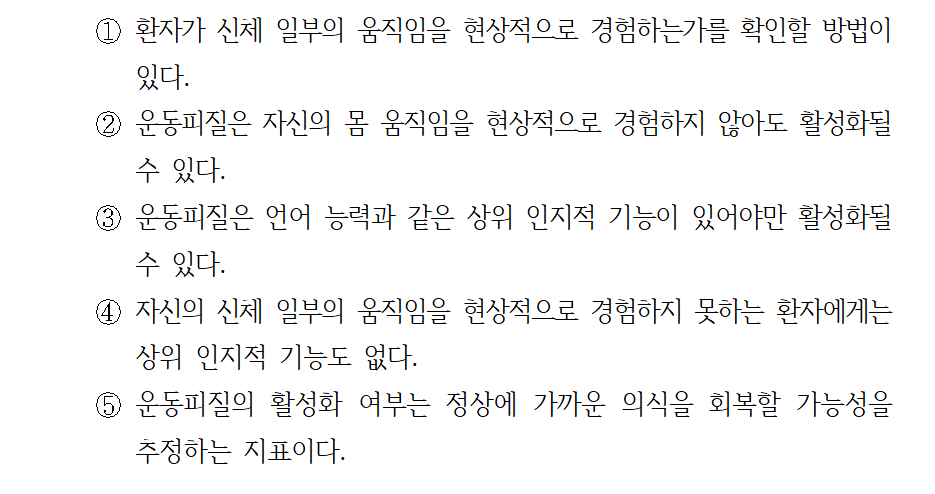 ① 환자가 신체 일부의 움직임을 현상적으로 경험하는가를 확인할 방법이
있다.
② 운동피질은 자신의 몸 움직임을 현상적으로 경험하지 않아도 활성화될
수 있다.
③ 운동피질은 언어 능력과 같은 상위 인지적 기능이 있어야만 활성화될
수 있다.
④ 자신의 신체 일부의 움직임을 현상적으로 경험하지 못하는 환자에게는
상위 인지적 기능도 없다.
⑤ 운동피질의 활성화 여부는 정상에 가까운 의식을 회복할 가능성을
추정하는 지표이다.